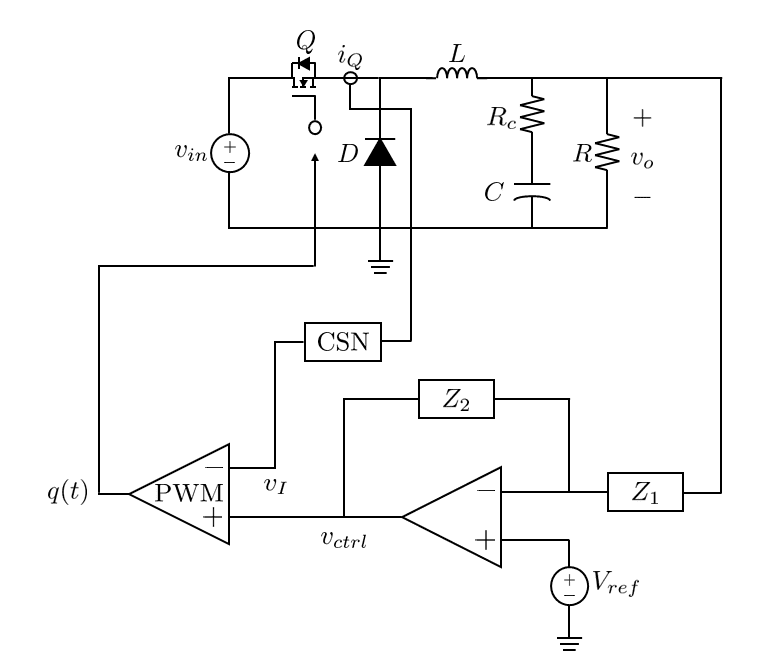 Q
i_Q
L
+
−
v_{in}
D
R_c
C
R
+
v_o
−
CSN
Z_2
q(t)
−
PWM
+
v_I
v_{ctrl}
−
+
Z_1
+
−
V_{ref}